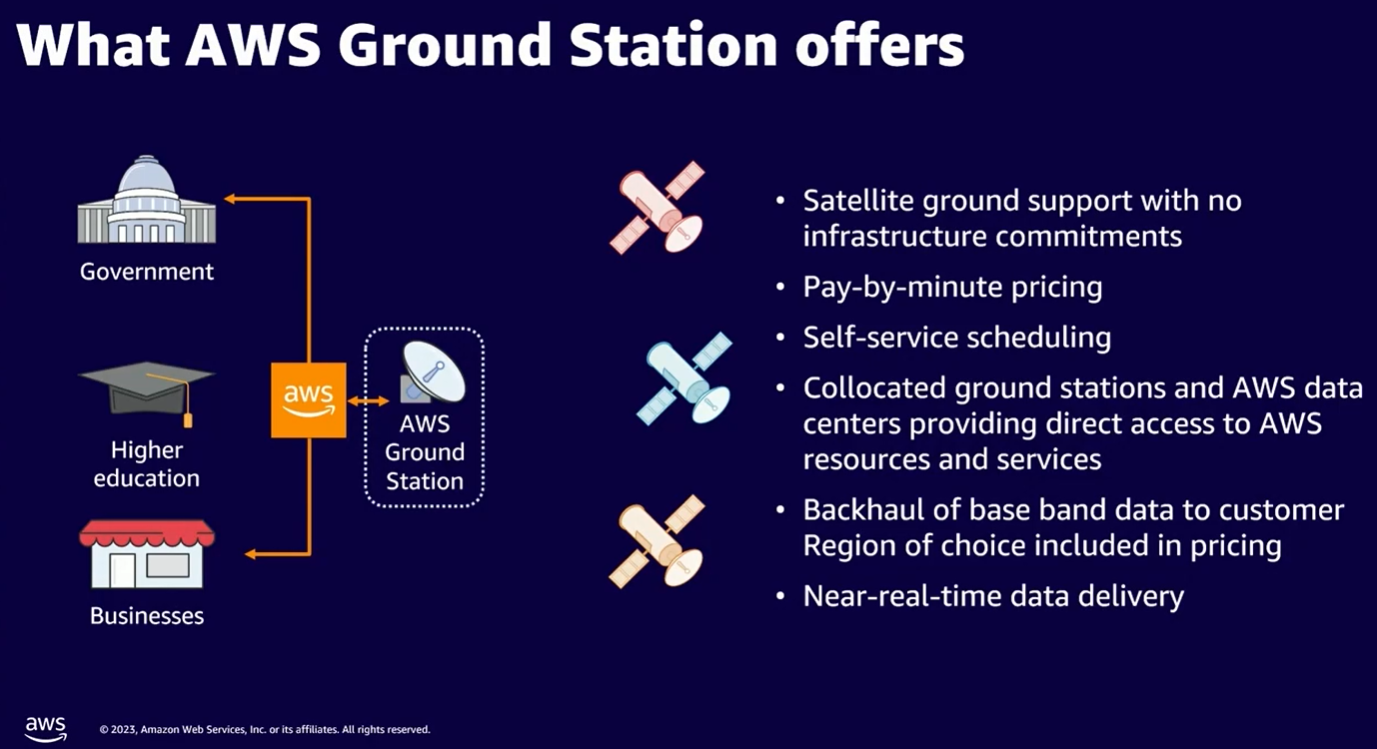 What AWS Ground Station offers
Government
Higher
education
Businesses
aws
AWS
Ground
Station
• Satellite ground support with no
infrastructure commitments
• Pay-by-minute pricing
• Self-service scheduling
• Collocated ground stations and AWS data
centers providing direct access to AWS
resources and services
• Backhaul of base band data to customer
Region of choice included in pricing
• Near-real-time data delivery
aws
© 2023, Amazon Web Services, Inc. or its affiliates. All rights reserved.